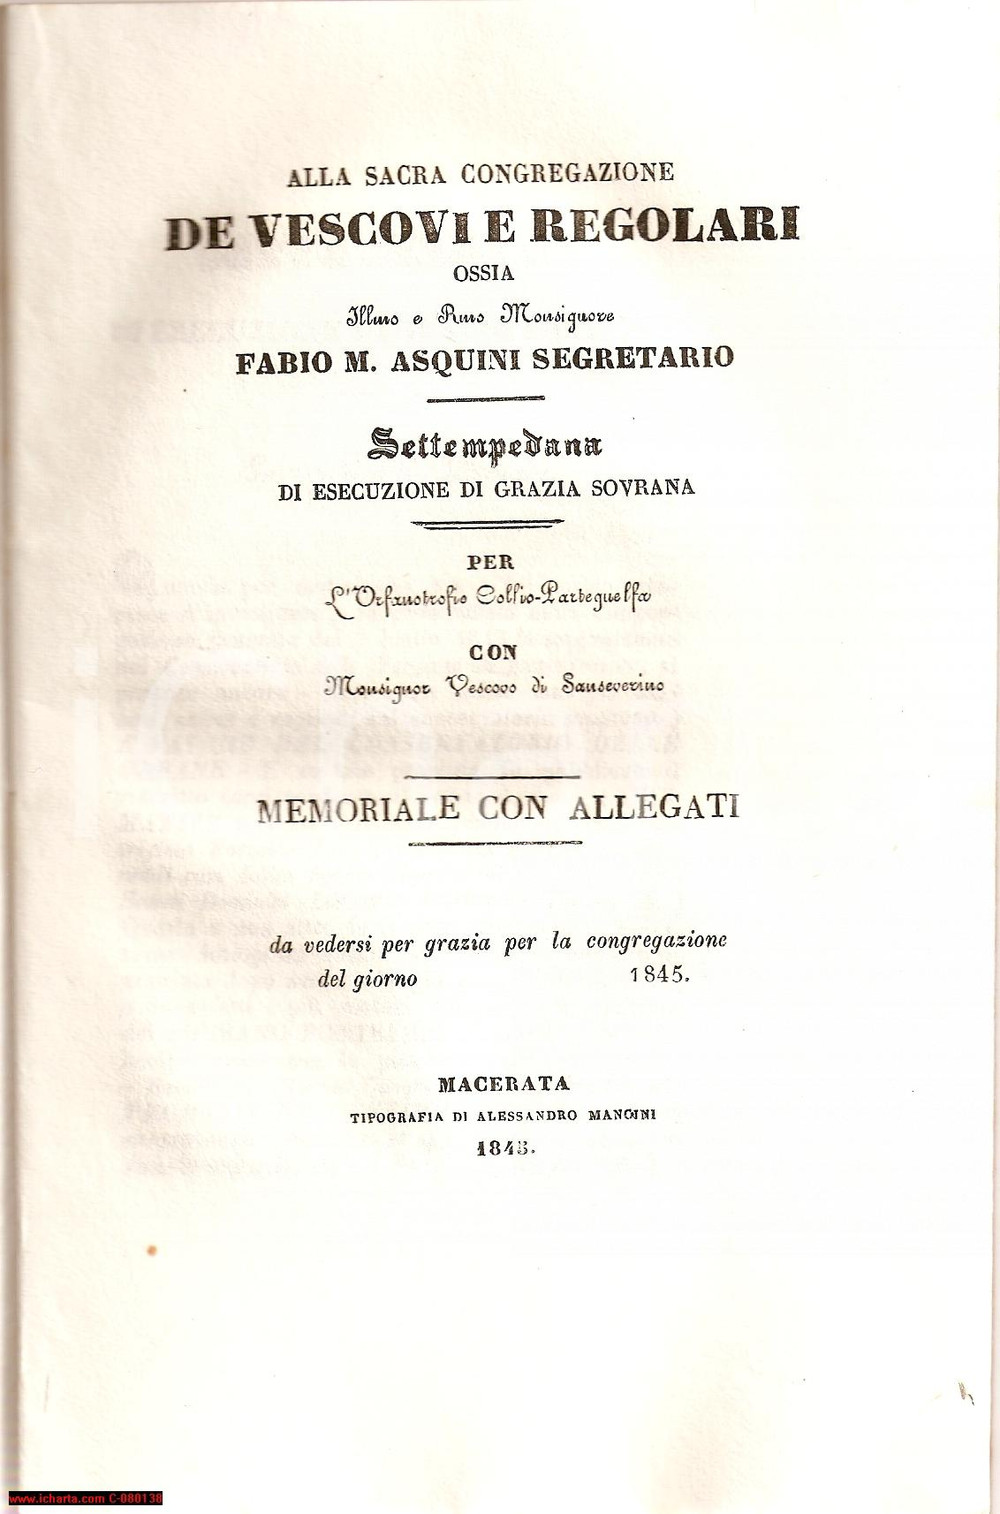 ALLA SACRA CONGREGAZIONE
DE VESCOVI E REGOLARI
OSSIA
Illmo e Rmo Monsignore
FABIO M. ASQUINI SEGRETARIO
Settempedana
DI ESECUZIONE DI GRAZIA SOVRANA
PER
L'Orfanotrofio Collio-Parteguelfa
CON
Monsignor Vescovo di Sanseverino
MEMORIALE CON ALLEGATI
da vedersi per grazia per la congregazione
del giorno 1845.
MACERATA
TIPOGRAFIA DI ALESSANDRO MANCINI
1845.
www.icharta.com C-080138